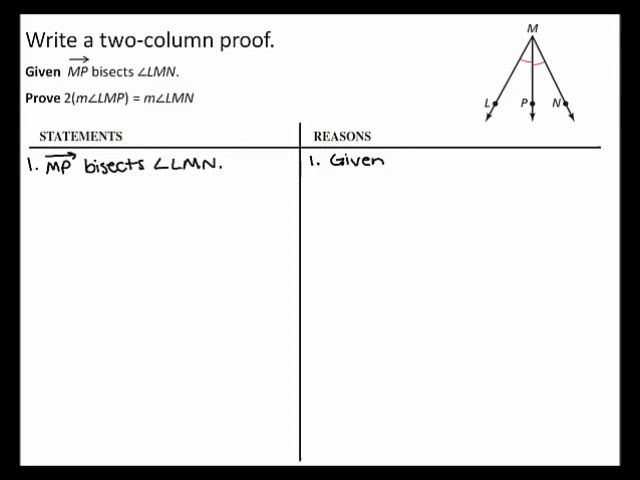 Write a two-column proof.
Given MP bisects ∠LMN.
Prove 2(m∠LMP) = m∠LMN
M
L P N
STATEMENTS REASONS
1. MP bisects ∠LMN. 1. Given